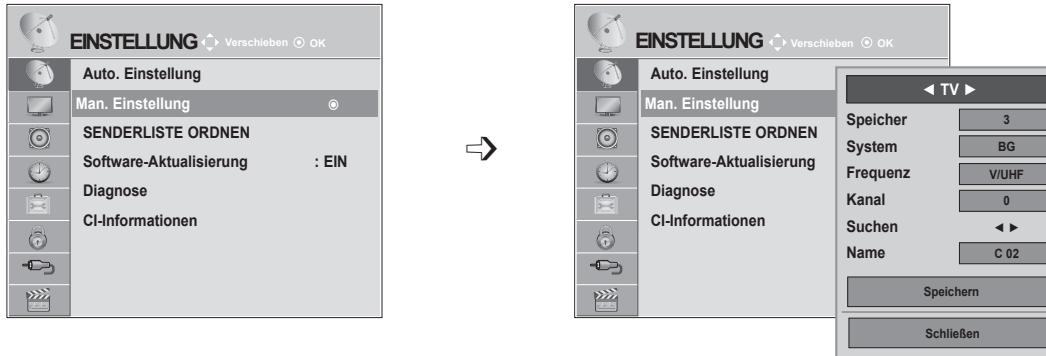 EINSTELLUNG Verschieben OK
Auto. Einstellung
Man. Einstellung
SENDERLISTE ORDNEN
Software-Aktualisierung : EIN
Diagnose
CI-Informationen
EINSTELLUNG Verschieben OK
Auto. Einstellung
Man. Einstellung
SENDERLISTE ORDNEN
Software-Aktualisierung
Diagnose
CI-Informationen
◀ TV ▶
Speicher 3
System BG
Frequenz V/UHF
Kanal 0
Suchen ◀ ▶
Name C 02
Speichern
Schließen